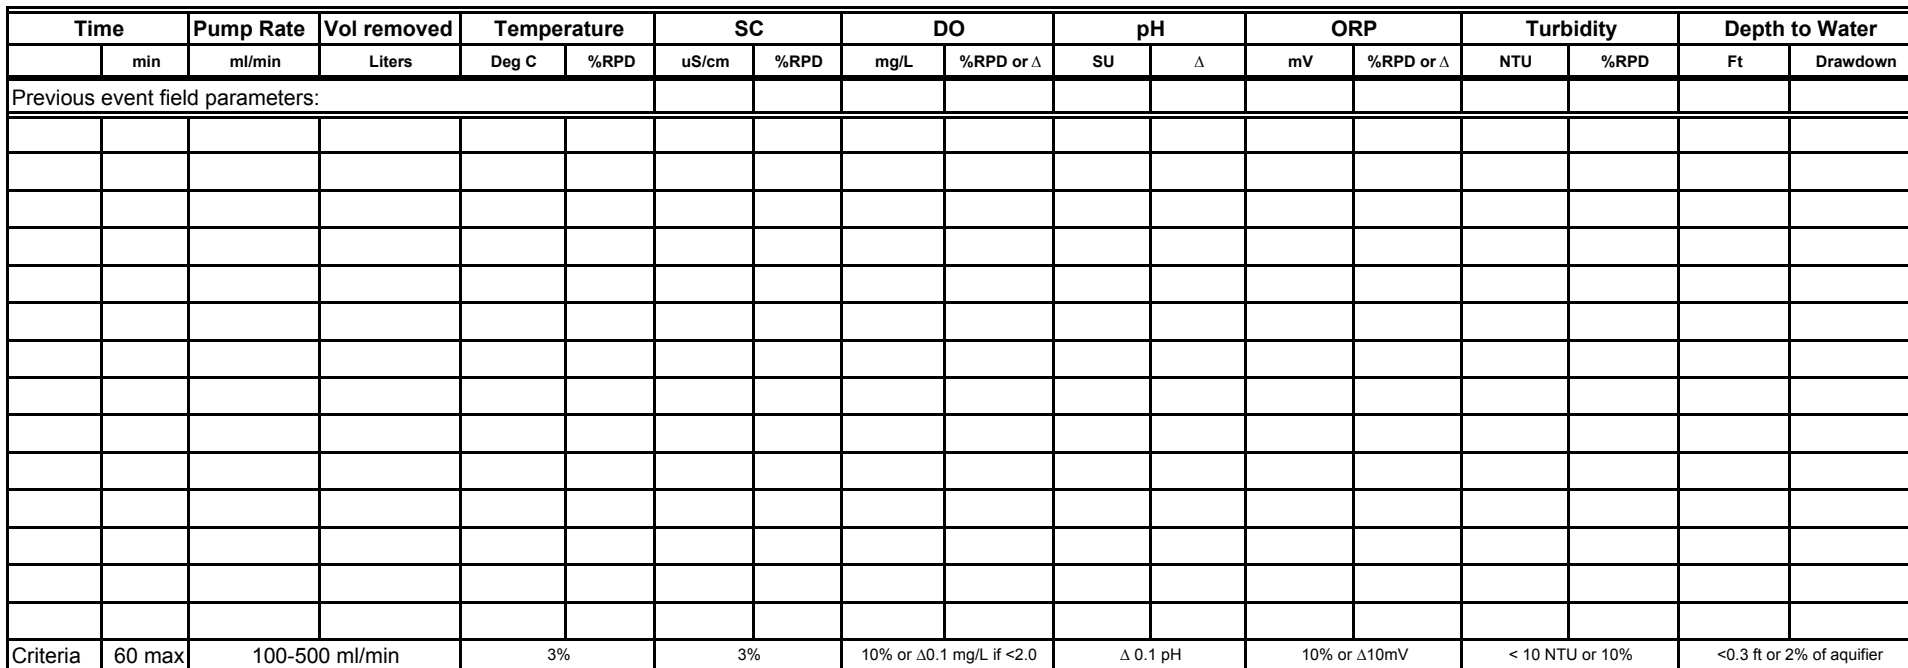 Time Pump Rate Vol removed Temperature SC DO pH ORP Turbidity Depth to Water
min ml/min Liters Deg C %RPD uS/cm %RPD mg/L %RPD or Δ SU Δ mV %RPD or Δ NTU %RPD Ft Drawdown
Previous event field parameters:
Criteria 60 max 100-500 ml/min 3% 3% 10% or Δ0.1 mg/L if <2.0 Δ 0.1 pH 10% or Δ10mV < 10 NTU or 10% <0.3 ft or 2% of aquifier